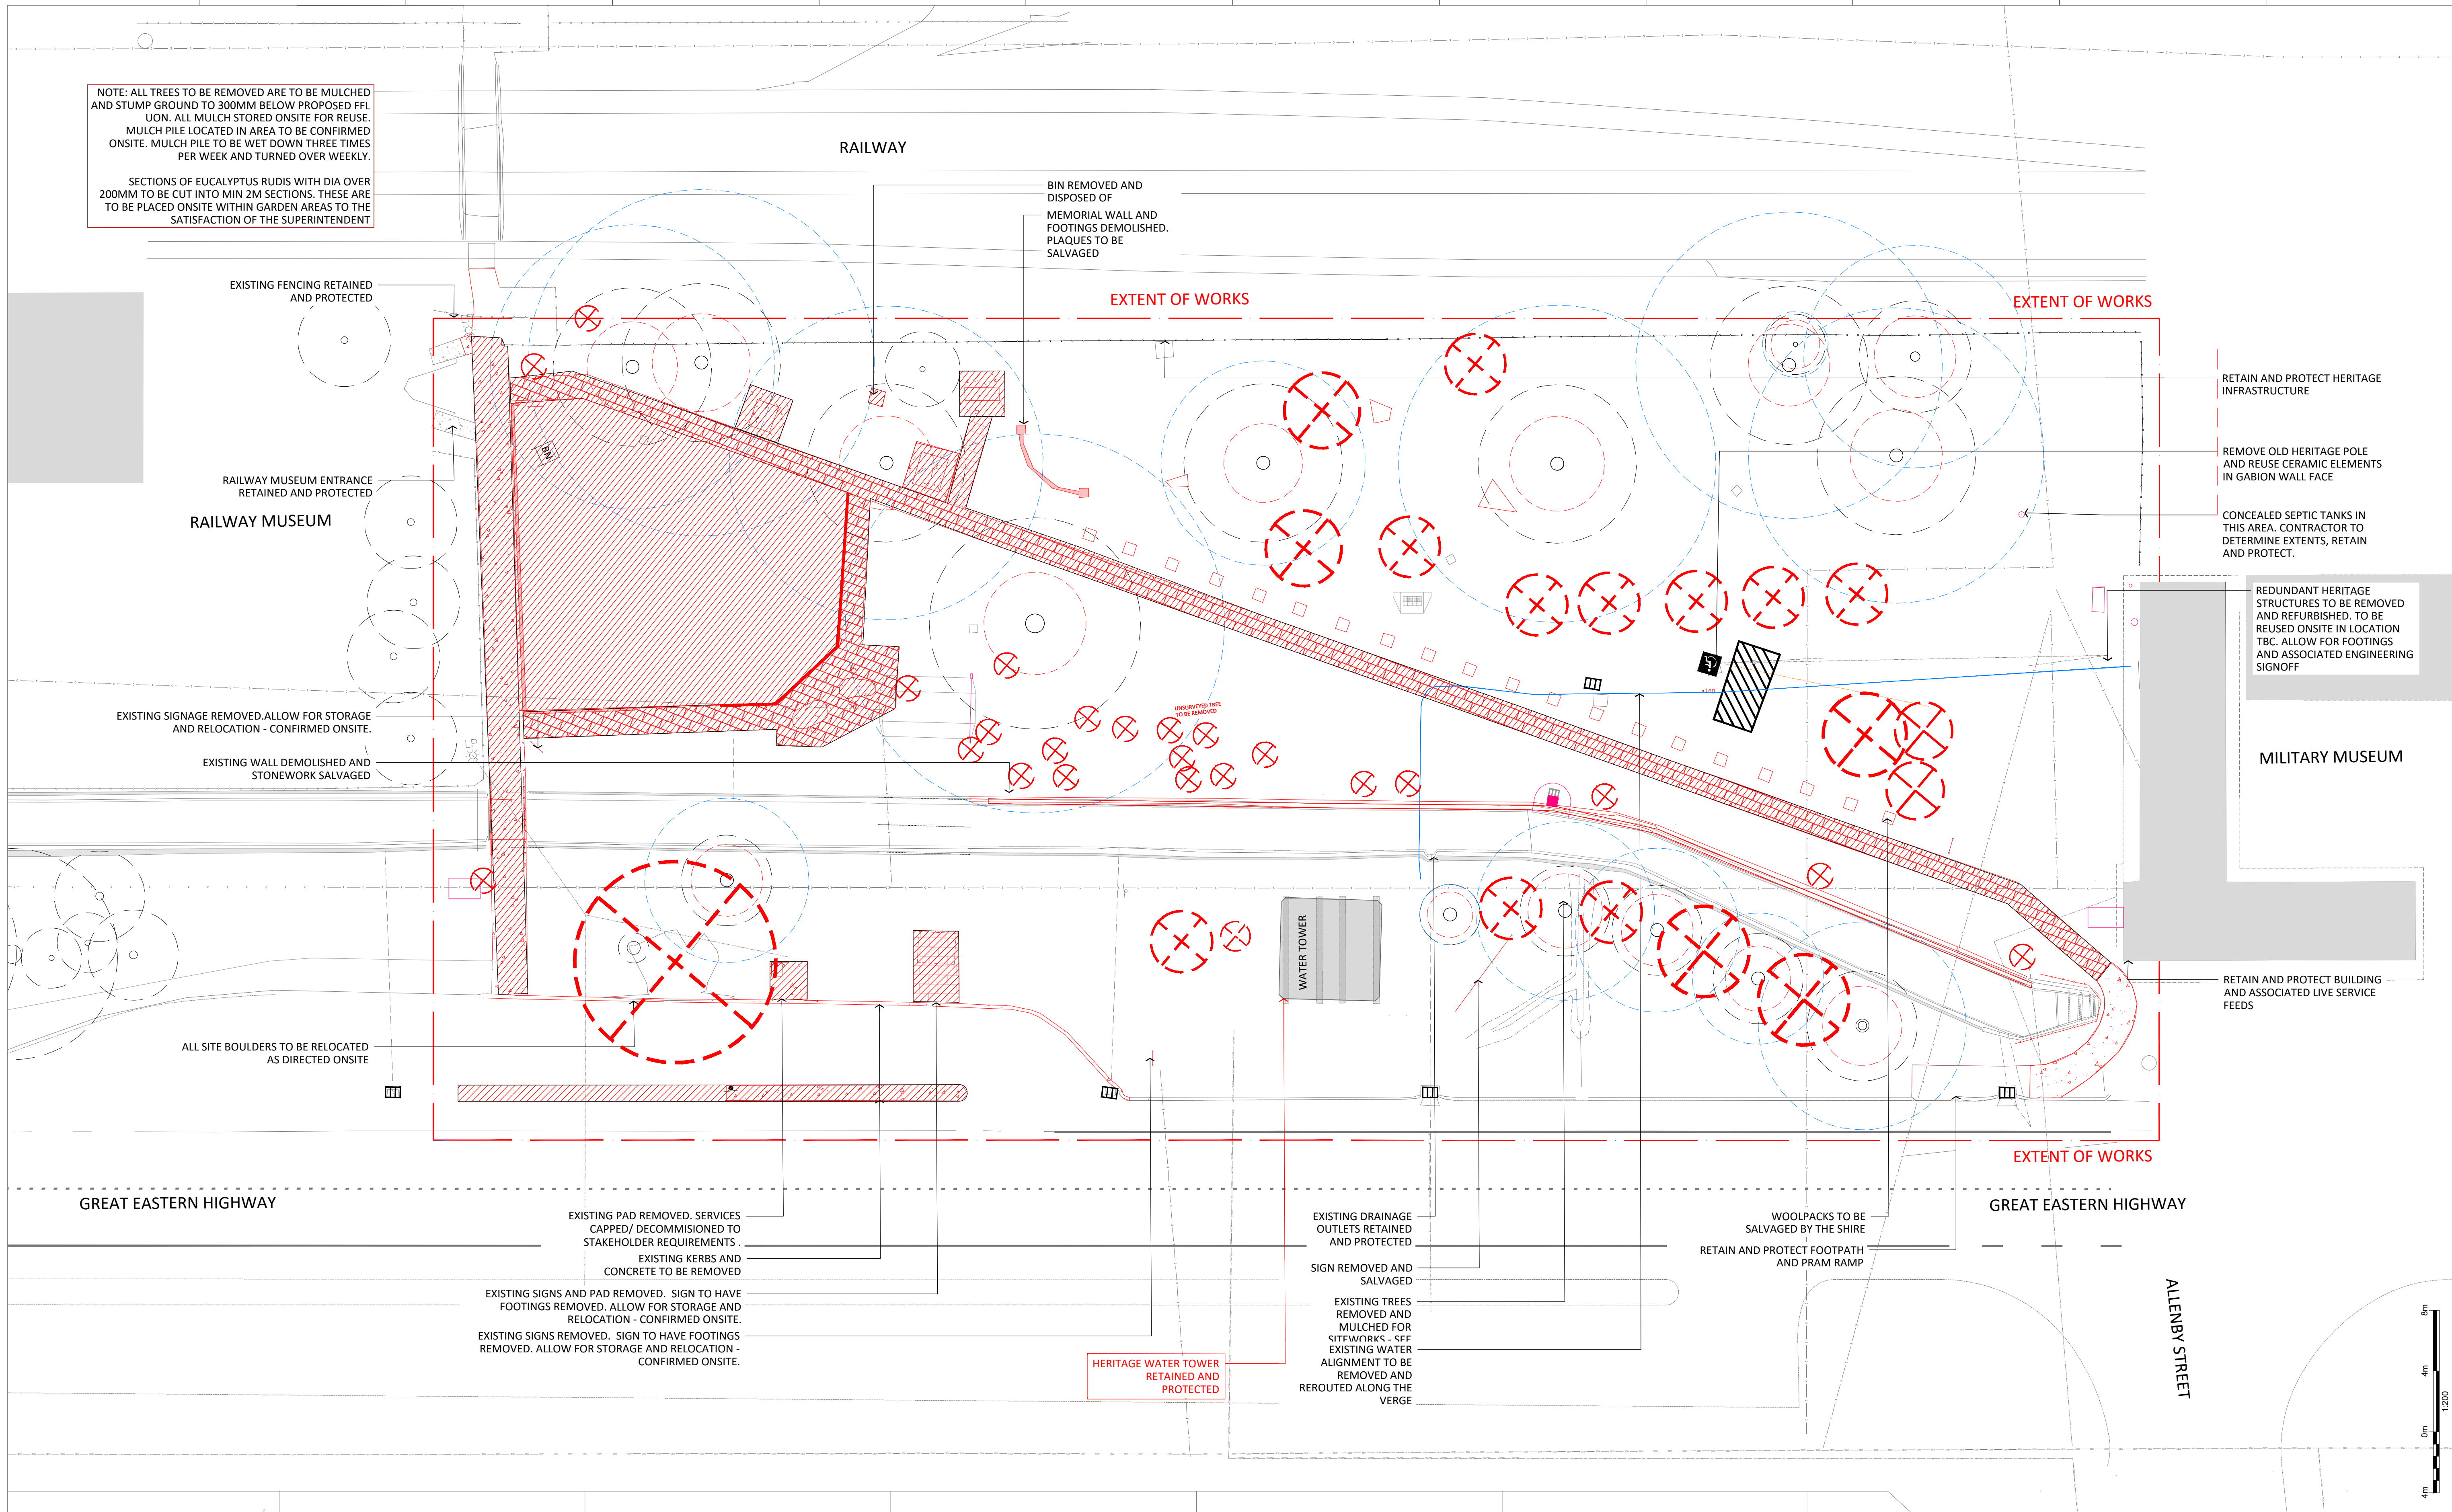 NOTE: ALL TREES TO BE REMOVED ARE TO BE MULCHED
AND STUMP GROUND TO 300MM BELOW PROPOSED FFL
UON. ALL MULCH STORED ONSITE FOR REUSE.
MULCH PILE LOCATED IN AREA TO BE CONFIRMED
ONSITE. MULCH PILE TO BE WET DOWN THREE TIMES
PER WEEK AND TURNED OVER WEEKLY.
SECTIONS OF EUCALYPTUS RUDIS WITH DIA OVER
200MM TO BE CUT INTO MIN 2M SECTIONS. THESE ARE
TO BE PLACED ONSITE WITHIN GARDEN AREAS TO THE
SATISFACTION OF THE SUPERINTENDENT
RAILWAY
BIN REMOVED AND
DISPOSED OF
MEMORIAL WALL AND
FOOTINGS DEMOLISHED.
PLAQUES TO BE
SALVAGED
EXISTING FENCING RETAINED
AND PROTECTED
EXTENT OF WORKS
EXTENT OF WORKS
RETAIN AND PROTECT HERITAGE
INFRASTRUCTURE
REMOVE OLD HERITAGE POLE
AND REUSE CERAMIC ELEMENTS
IN GABION WALL FACE
BN
RAILWAY MUSEUM ENTRANCE
RETAINED AND PROTECTED
RAILWAY MUSEUM
CONCEALED SEPTIC TANKS IN
THIS AREA. CONTRACTOR TO
DETERMINE EXTENTS, RETAIN
AND PROTECT.
REDUNDANT HERITAGE
STRUCTURES TO BE REMOVED
AND REFURBISHED. TO BE
REUSED ONSITE IN LOCATION
TBC. ALLOW FOR FOOTINGS
AND ASSOCIATED ENGINEERING
SIGNOFF
UNSURVEYED TREE
TO BE REMOVED
EXISTING SIGNAGE REMOVED.ALLOW FOR STORAGE
AND RELOCATION - CONFIRMED ONSITE.
LP
EXISTING WALL DEMOLISHED AND
STONEWORK SALVAGED
MILITARY MUSEUM
WATER TOWER
RETAIN AND PROTECT BUILDING
AND ASSOCIATED LIVE SERVICE
FEEDS
ALL SITE BOULDERS TO BE RELOCATED
AS DIRECTED ONSITE
EXTENT OF WORKS
GREAT EASTERN HIGHWAY
GREAT EASTERN HIGHWAY
EXISTING PAD REMOVED. SERVICES
CAPPED/ DECOMMISIONED TO
STAKEHOLDER REQUIREMENTS .
EXISTING KERBS AND
CONCRETE TO BE REMOVED
EXISTING SIGNS AND PAD REMOVED. SIGN TO HAVE
FOOTINGS REMOVED. ALLOW FOR STORAGE AND
RELOCATION - CONFIRMED ONSITE.
EXISTING SIGNS REMOVED. SIGN TO HAVE FOOTINGS
REMOVED. ALLOW FOR STORAGE AND RELOCATION -
CONFIRMED ONSITE.
HERITAGE WATER TOWER
RETAINED AND
PROTECTED
EXISTING DRAINAGE
OUTLETS RETAINED
AND PROTECTED
SIGN REMOVED AND
SALVAGED
EXISTING TREES
REMOVED AND
MULCHED FOR
SITEWORKS - SEE
EXISTING WATER
ALIGNMENT TO BE
REMOVED AND
REROUTED ALONG THE
VERGE
WOOLPACKS TO BE
SALVAGED BY THE SHIRE
RETAIN AND PROTECT FOOTPATH
AND PRAM RAMP
ALLENBY STREET
8m
4m
0m
4m
1:200